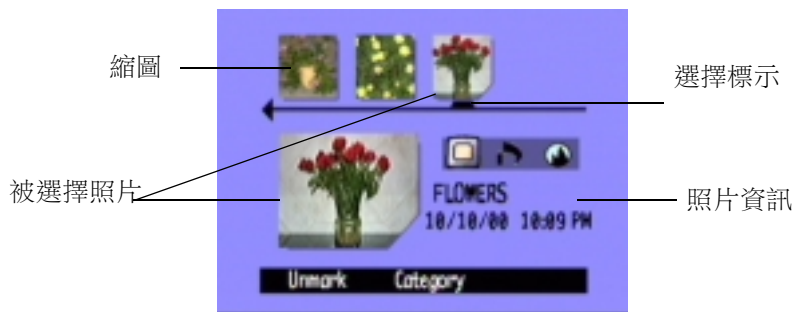 縮圖
選擇標示
被選擇照片
照片資訊
FLOWERS
10/10/00 10:09 PM
Unmark Category